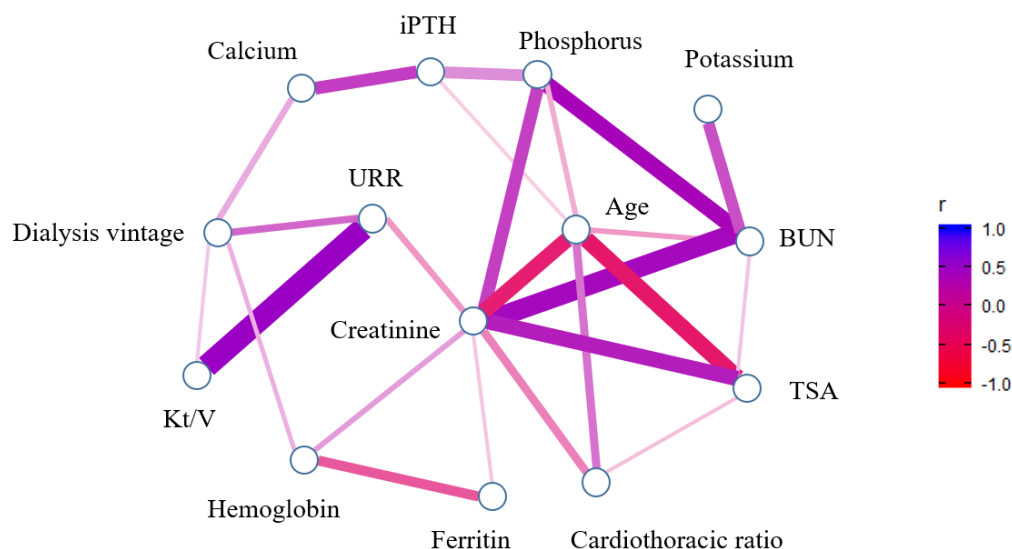 iPTH
Calcium
Phosphorus
Potassium
URR
Age
r
Dialysis vintage
BUN
1.0
0.5
0.0
-0.5
-1.0
Creatinine
TSA
Kt/V
Hemoglobin
Ferritin
Cardiothoracic ratio